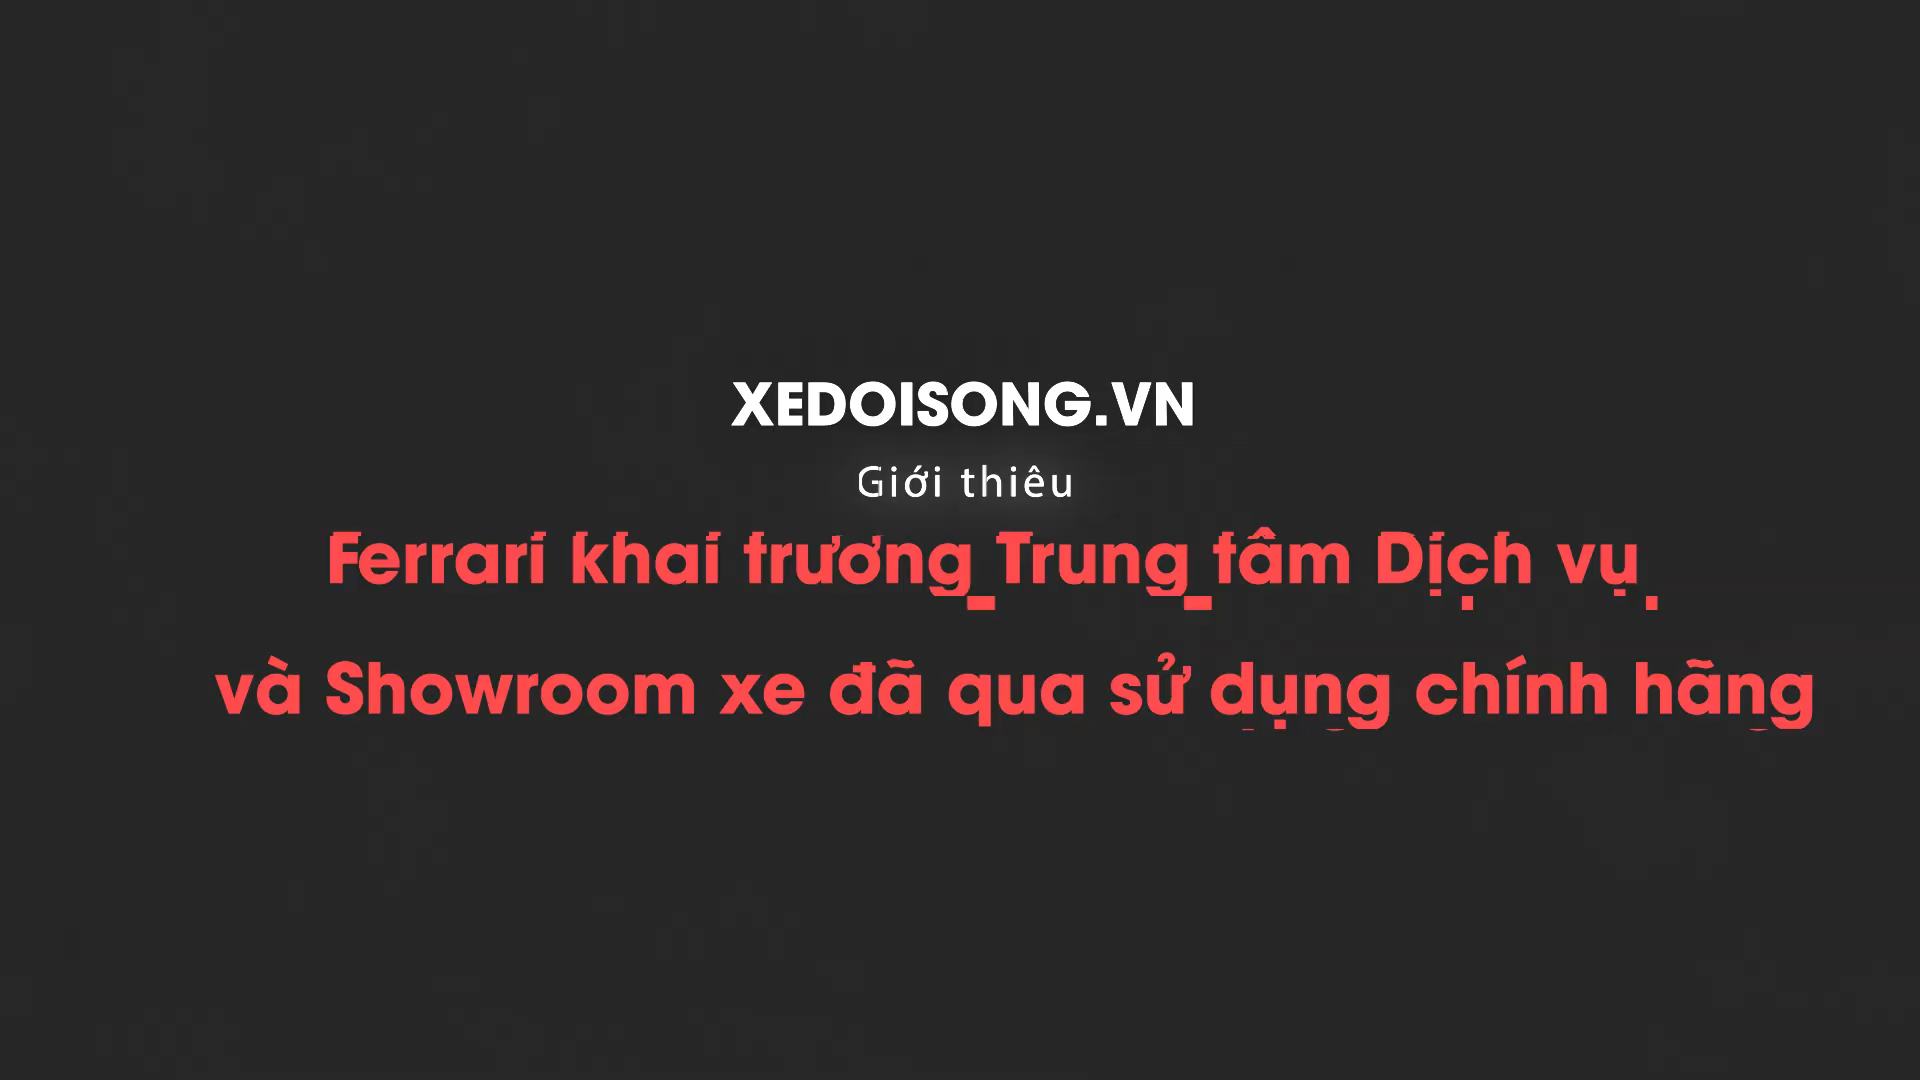 XEDOISONG.VN
Giới thiêu
Ferrari khai trương Trung tâm Dịch vụ
và Showroom xe đã qua sử dụng chính hãng